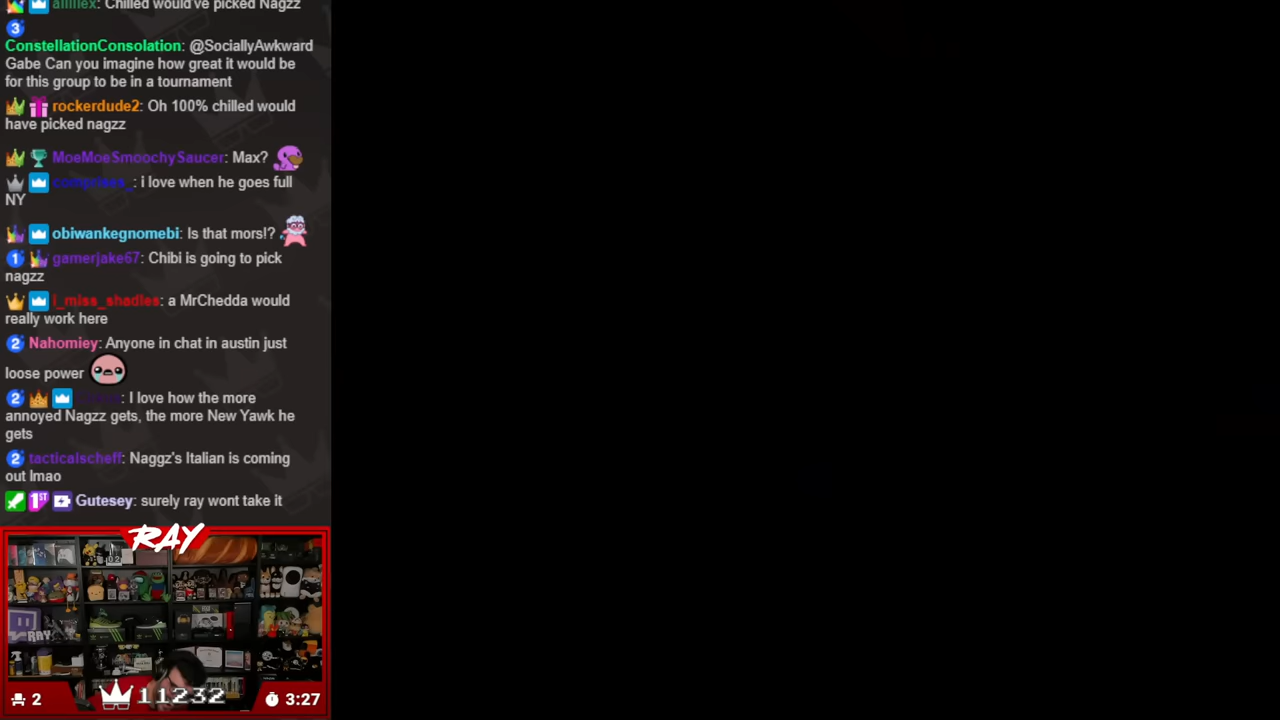 alllllex: Chilled would've picked Nagzz
3
ConstellationConsolation: @SociallyAwkward
Gabe Can you imagine how great it would be
for this group to be in a tournament
rockerdude2: Oh 100% chilled would
have picked nagzz
MoeMoeSmoochySaucer: Max?
comprises_: i love when he goes full
NY
obiwankegnomebi: Is that mors!?
1 gamerjake67: Chibi is going to pick
nagzz
i_miss_shadles: a MrChedda would
really work here
2 Nahomiey: Anyone in chat in austin just
loose power
2 : I love how the more
annoyed Nagzz gets, the more New Yawk he
gets
2 tacticalscheff: Naggz's Italian is coming
out lmao
1ST Gutesey: surely ray wont take it
RAY
RAY
2 11232 3:27